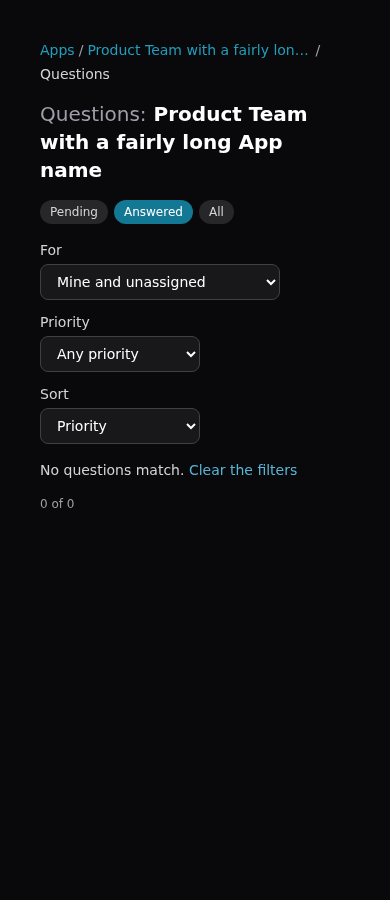 Apps / Product Team with a fairly lon… /
Questions
Questions: Product Team
with a fairly long App
name
Pending Answered All
For
Mine and unassigned
Priority
Any priority
Sort
Priority
No questions match. Clear the filters
0 of 0